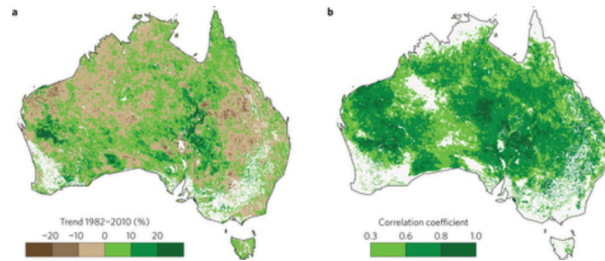 a
b
Trend 1982–2010 (%)
−20 −10 0 10 20
Correlation coefficient
0.3 0.6 0.8 1.0